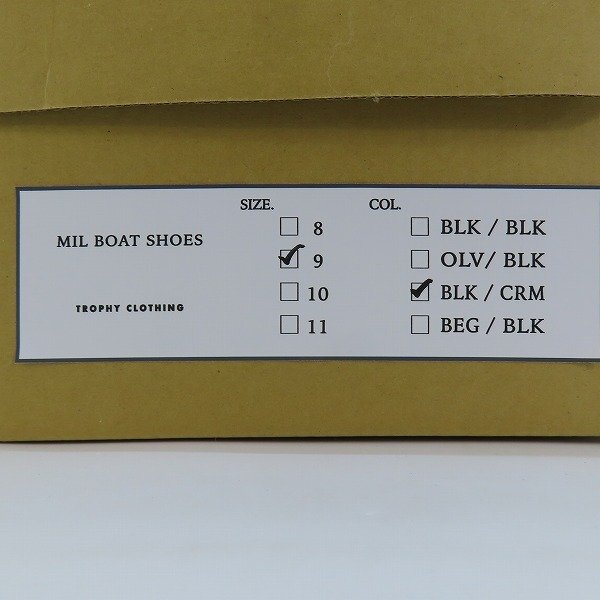 SIZE. COL.
MIL BOAT SHOES
TROPHY CLOTHING
8
9
10
11
BLK / BLK
OLV/ BLK
BLK / CRM
BEG / BLK